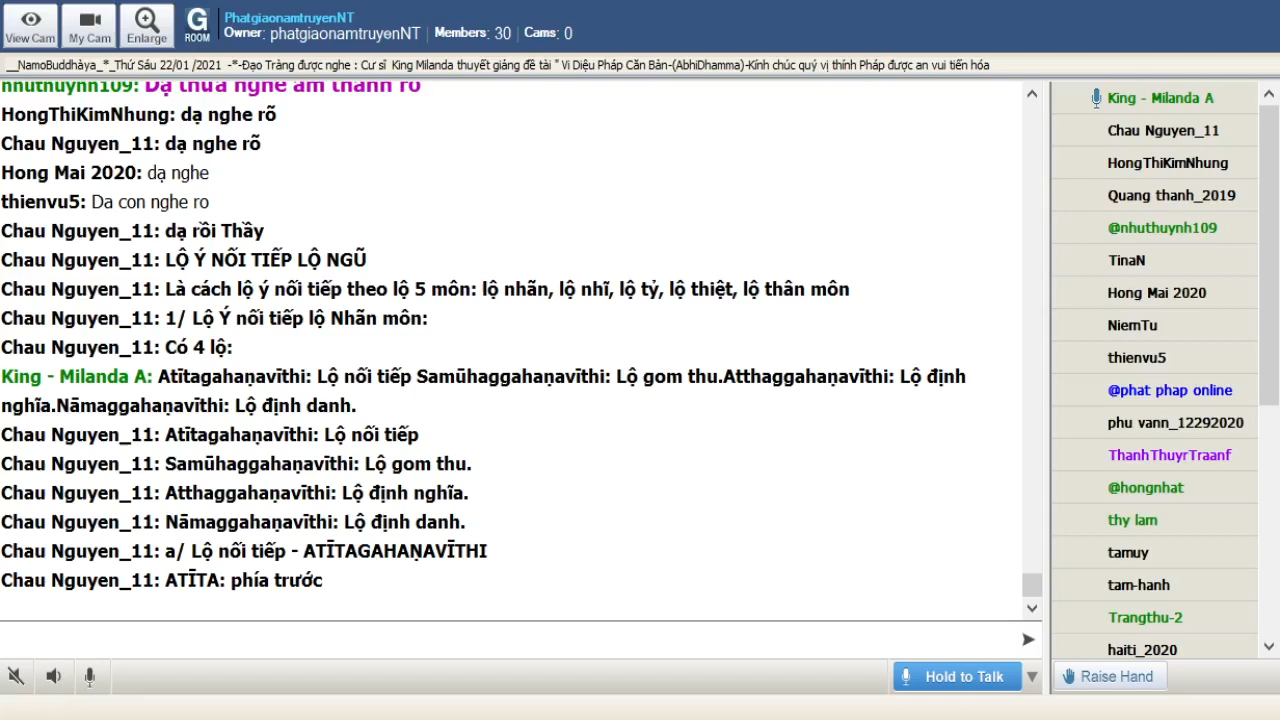 View Cam
My Cam
Enlarge
G
ROOM
PhatgiaonamtruyenNT
Owner: phatgiaonamtruyenNT | Members: 30 | Cams: 0
__NamoBuddhàya_*_Thứ Sáu 22/01 /2021 -*-Đạo Tràng được nghe : Cư sĩ King Milanda thuyết giảng đề tài " Vi Diệu Pháp Căn Bản-(AbhiDhamma)-Kính chúc quý vị thính Pháp được an vui tiến hóa
nhuthuynh109: Dạ thưa nghe âm thanh rõ
HongThiKimNhung: dạ nghe rõ
Chau Nguyen_11: dạ nghe rõ
Hong Mai 2020: dạ nghe
thienvu5: Da con nghe ro
Chau Nguyen_11: dạ rồi Thầy
Chau Nguyen_11: LỘ Ý NỐI TIẾP LỘ NGŨ
Chau Nguyen_11: Là cách lộ ý nối tiếp theo lộ 5 môn: lộ nhãn, lộ nhĩ, lộ tỷ, lộ thiệt, lộ thân môn
Chau Nguyen_11: 1/ Lộ Ý nối tiếp lộ Nhãn môn:
Chau Nguyen_11: Có 4 lộ:
King - Milanda A: Atītagahaṇavīthi: Lộ nối tiếp Samūhaggahaṇavīthi: Lộ gom thu.Atthaggahaṇavīthi: Lộ định
nghĩa.Nāmaggahaṇavīthi: Lộ định danh.
Chau Nguyen_11: Atītagahaṇavīthi: Lộ nối tiếp
Chau Nguyen_11: Samūhaggahaṇavīthi: Lộ gom thu.
Chau Nguyen_11: Atthaggahaṇavīthi: Lộ định nghĩa.
Chau Nguyen_11: Nāmaggahaṇavīthi: Lộ định danh.
Chau Nguyen_11: a/ Lộ nối tiếp - ATĪTAGAHAṆAVĪTHI
Chau Nguyen_11: ATĪTA: phía trước
King - Milanda A
Chau Nguyen_11
HongThiKimNhung
Quang thanh_2019
@nhuthuynh109
TinaN
Hong Mai 2020
NiemTu
thienvu5
@phat phap online
phu vann_12292020
ThanhThuyrTraanf
@hongnhat
thy lam
tamuy
tam-hanh
Trangthu-2
haiti_2020
Hold to Talk
Raise Hand